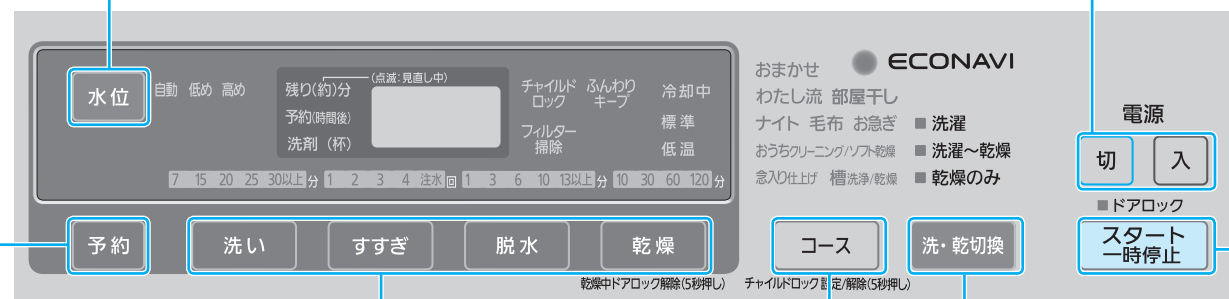 水位
自動 低め 高め
残り(約)分
(点滅:見直し中)
予約(時間後)
洗剤(杯)
チャイルドロック ふんわりキープ
フィルター掃除
冷却中
標準
低温
7 15 20 25 30以上 分 1 2 3 4 注水 回 1 3 6 10 13以上 分 10 30 60 120 分
予約 洗い すすぎ 脱水 乾燥
乾燥中ドアロック解除(5秒押し)
おまかせ ECONAVI
わたし流 部屋干し
ナイト 毛布 お急ぎ ■洗濯
おうちクリーニング/ソフト乾燥 ■洗濯~乾燥
念入り仕上げ 槽洗浄/乾燥 ■乾燥のみ
コース 洗・乾切換
チャイルドロック設定/解除(5秒押し)
電源
切 入
■ドアロック
スタート
一時停止